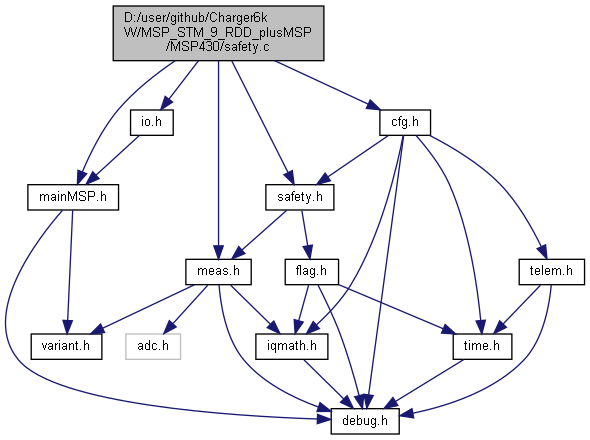 D:/user/github/Charger6k
W/MSP_STM_9_RDD_plusMSP
/MSP430/safety.c
io.h
cfg.h
mainMSP.h
safety.h
meas.h
flag.h
telem.h
variant.h
adc.h
iqmath.h
time.h
debug.h